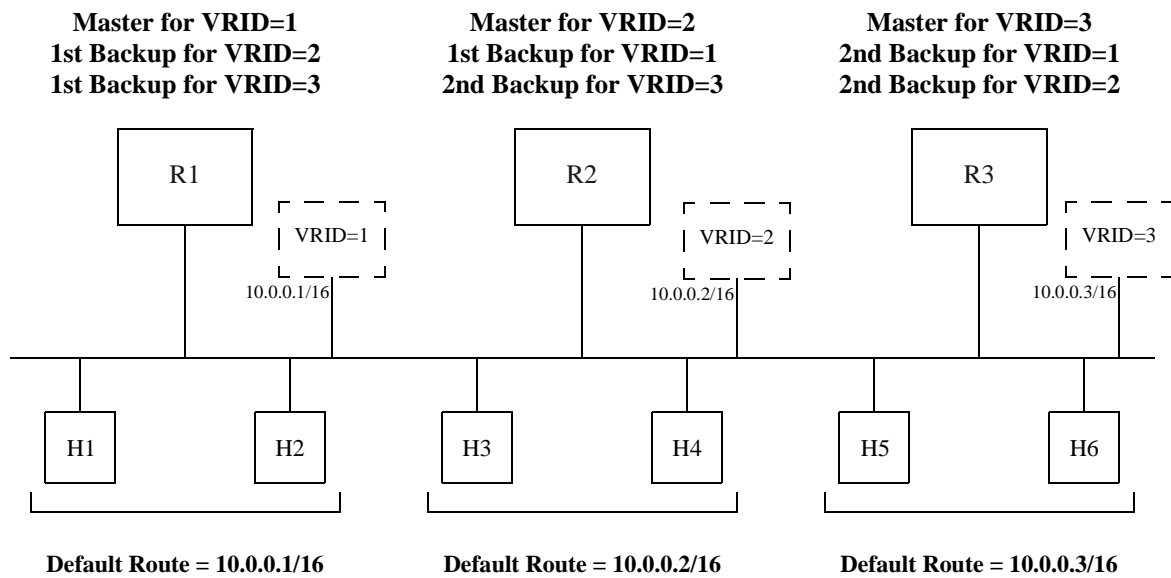 Master for VRID=1
1st Backup for VRID=2
1st Backup for VRID=3
Master for VRID=2
1st Backup for VRID=1
2nd Backup for VRID=3
Master for VRID=3
2nd Backup for VRID=1
2nd Backup for VRID=2
R1
R2
R3
VRID=1
VRID=2
VRID=3
10.0.0.1/16
10.0.0.2/16
10.0.0.3/16
H1
H2
H3
H4
H5
H6
Default Route = 10.0.0.1/16
Default Route = 10.0.0.2/16
Default Route = 10.0.0.3/16